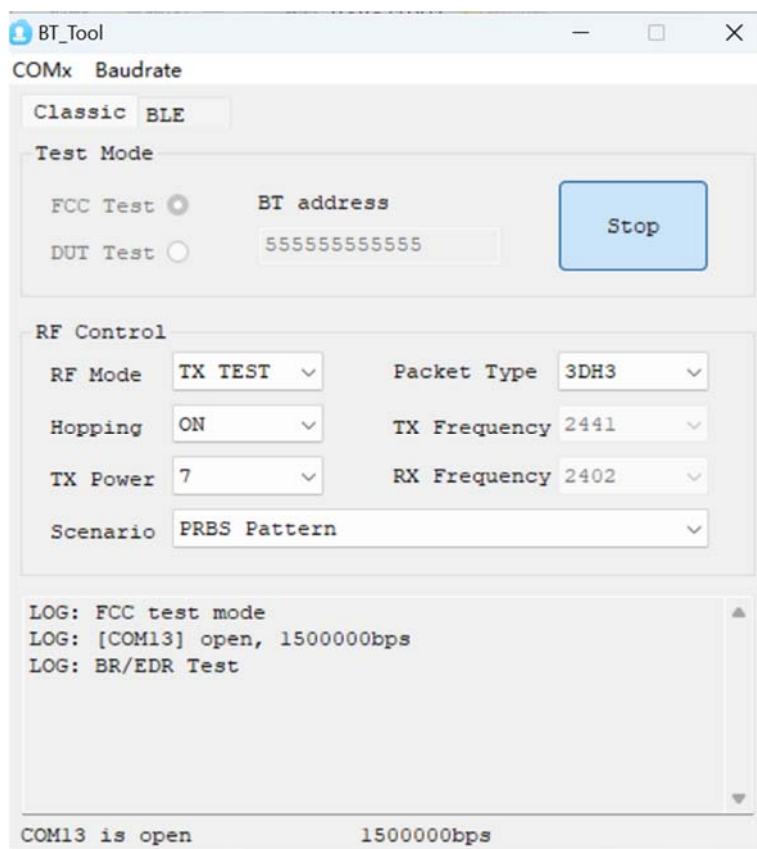 BT_Tool
COMx Baudrate
Classic BLE
Test Mode
FCC Test BT address
Stop
DUT Test 555555555555
RF Control
RF Mode TX TEST Packet Type 3DH3
Hopping ON TX Frequency 2441
TX Power 7 RX Frequency 2402
Scenario PRBS Pattern
LOG: FCC test mode
LOG: [COM13] open, 1500000bps
LOG: BR/EDR Test
COM13 is open 1500000bps